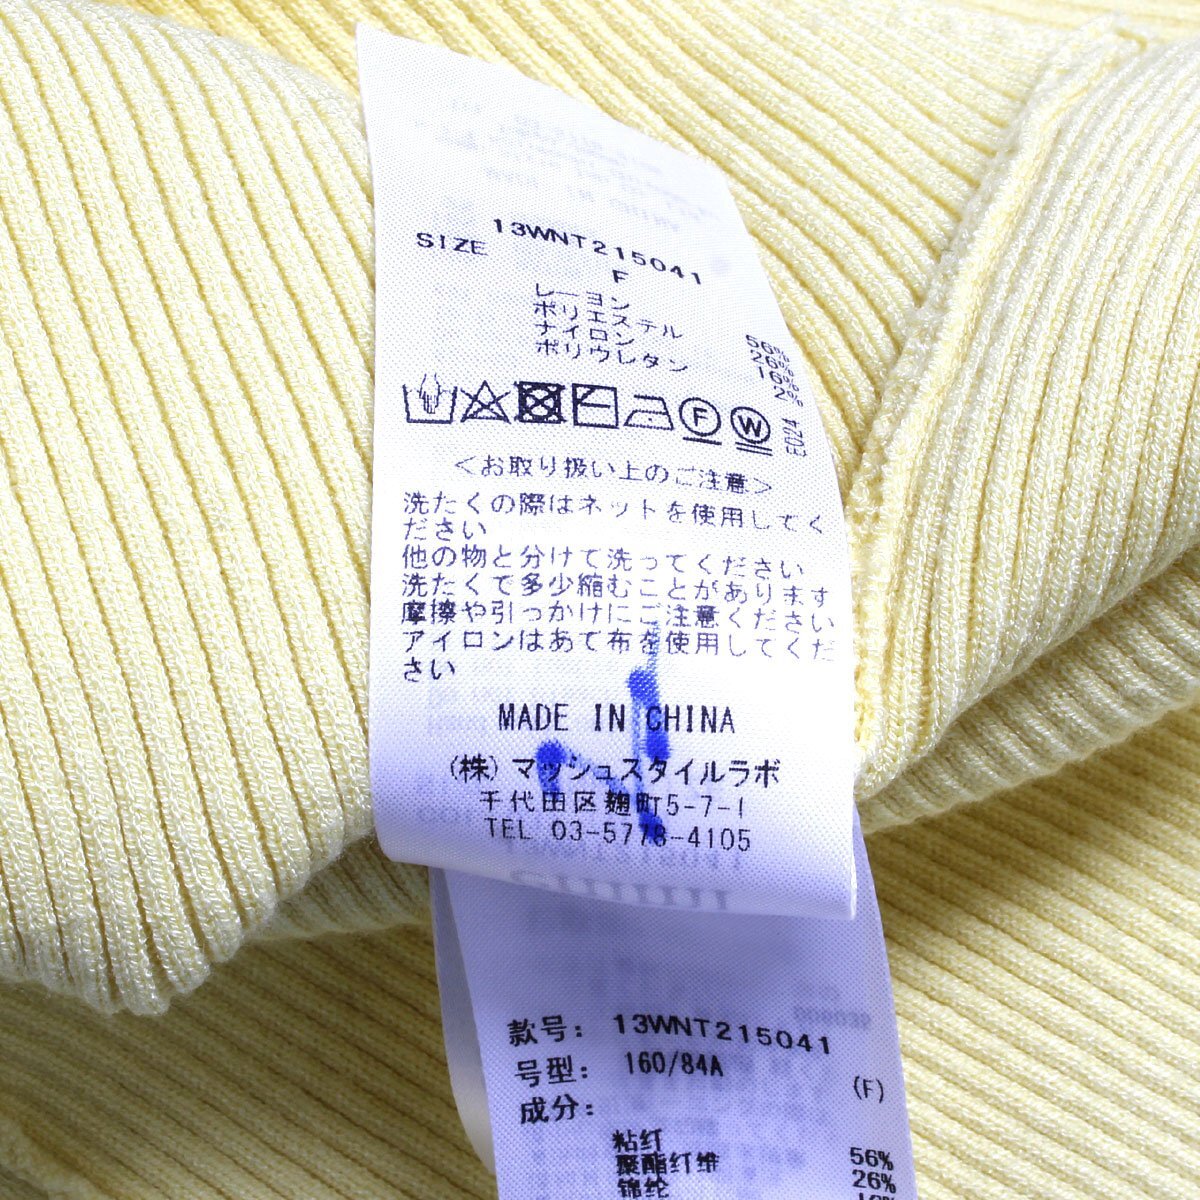 13WNT215041
SIZE F
レーヨン 56%
ポリエステル 26%
ナイロン 16%
ポリウレタン 2%
F W E024
<お取り扱い上のご注意>
洗たくの際はネットを使用してく
ださい
他の物と分けて洗ってください
洗たくで多少縮むことがあります
摩擦や引っかけにご注意ください
アイロンはあて布を使用してくだ
さい
MADE IN CHINA
(株)マッシュスタイルラボ
千代田区麹町5-7-1
TEL 03-5778-4105
款号: 13WNT215041
号型: 160/84A (F)
成分:
粘纤 56%
聚酯纤维 26%
锦纶 16%